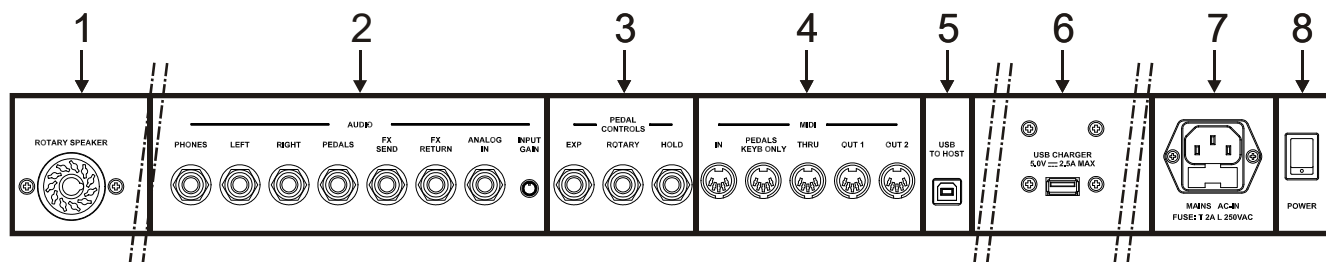 1 2 3 4 5 6 7 8
ROTARY SPEAKER
AUDIO
PHONES LEFT RIGHT PEDALS FX SEND FX RETURN ANALOG IN INPUT GAIN
PEDAL
CONTROLS
EXP ROTARY HOLD
MIDI
IN PEDALS KEYB ONLY THRU OUT 1 OUT 2
USB
TO HOST
USB CHARGER
5,0V 2.5A MAX
MAINS AC-IN
FUSE: T 2A L 250VAC
POWER